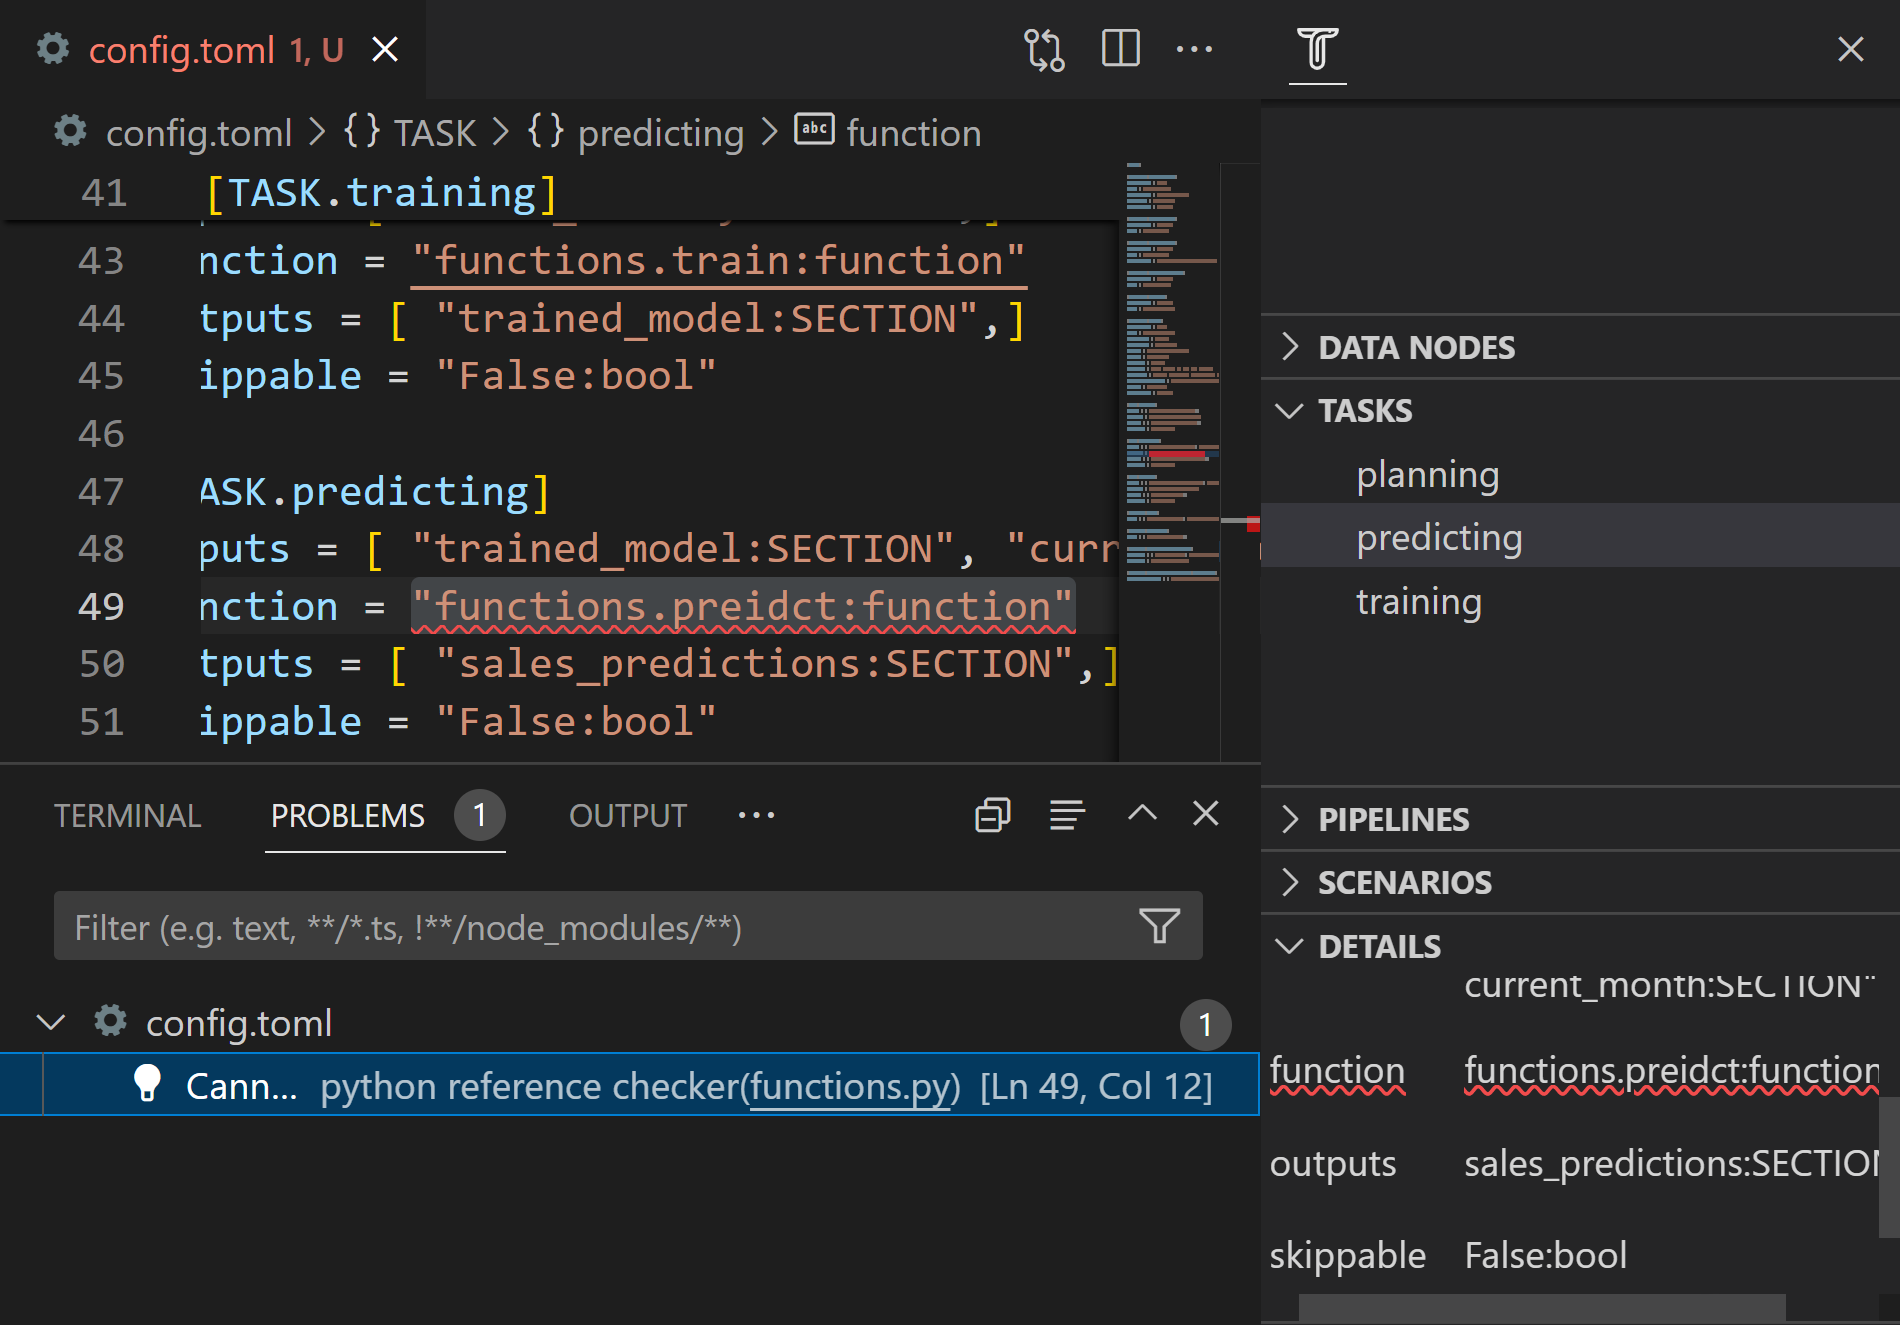 config.toml 1, U
config.toml > {} TASK > {} predicting > abc function
41 [TASK.training]
43 nction = "functions.train:function"
44 tputs = [ "trained_model:SECTION",]
45 ippable = "False:bool"
46
47 ASK.predicting]
48 puts = [ "trained_model:SECTION", "curr
49 nction = "functions.preidct:function"
50 tputs = [ "sales_predictions:SECTION",]
51 ippable = "False:bool"
TERMINAL PROBLEMS 1 OUTPUT ...
Filter (e.g. text, **/*.ts, !**/node_modules/**)
config.toml 1
Cann... python reference checker(functions.py) [Ln 49, Col 12]
DATA NODES
TASKS
planning
predicting
training
PIPELINES
SCENARIOS
DETAILS
current_month:SECTION"
function functions.preidct:function
outputs sales_predictions:SECTION
skippable False:bool